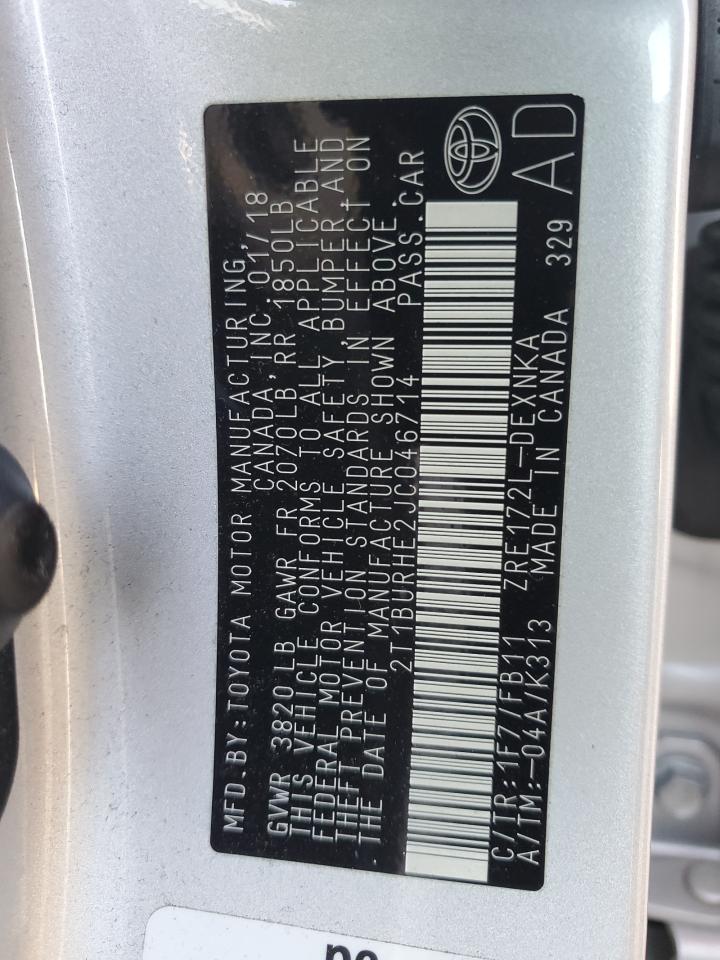 MFD.BY:TOYOTA MOTOR MANUFACTURING,
CANADA,INC.01/18
GVWR 3820LB GAWR FR 2070LB,RR 1850LB
THIS VEHICLE CONFORMS TO ALL APPLICABLE
FEDERAL MOTOR VEHICLE SAFETY,BUMPER,AND
THEFT PREVENTION STANDARDS IN EFFECT ON
THE DATE OF MANUFACTURE SHOWN ABOVE.
2T1BURHE2JC046714 PASS.CAR
C/TR:1F7/FB11 ZRE172L-DEXNKA
A/TM:-04A/K313 MADE IN CANADA 329
AD